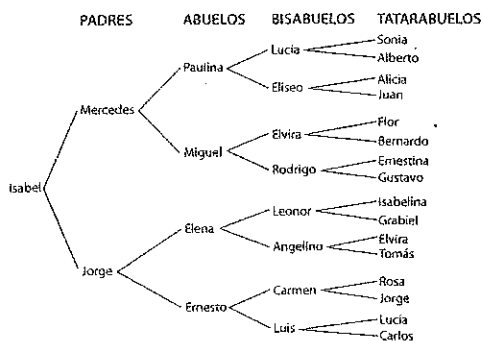 PADRES ABUELOS BISABUELOS TATARABUELOS
Sonia
Lucía
Alberto
Paulina
Alicia
Eliseo
Juan
Mercedes
Flor
Elvira
Bernardo
Miguel
Ernestina
Rodrigo
Gustavo
Isabel
Isabelina
Leonor
Grabiel
Elena
Elvira
Angelino
Tomás
Jorge
Rosa
Carmen
Jorge
Ernesto
Lucía
Luis
Carlos